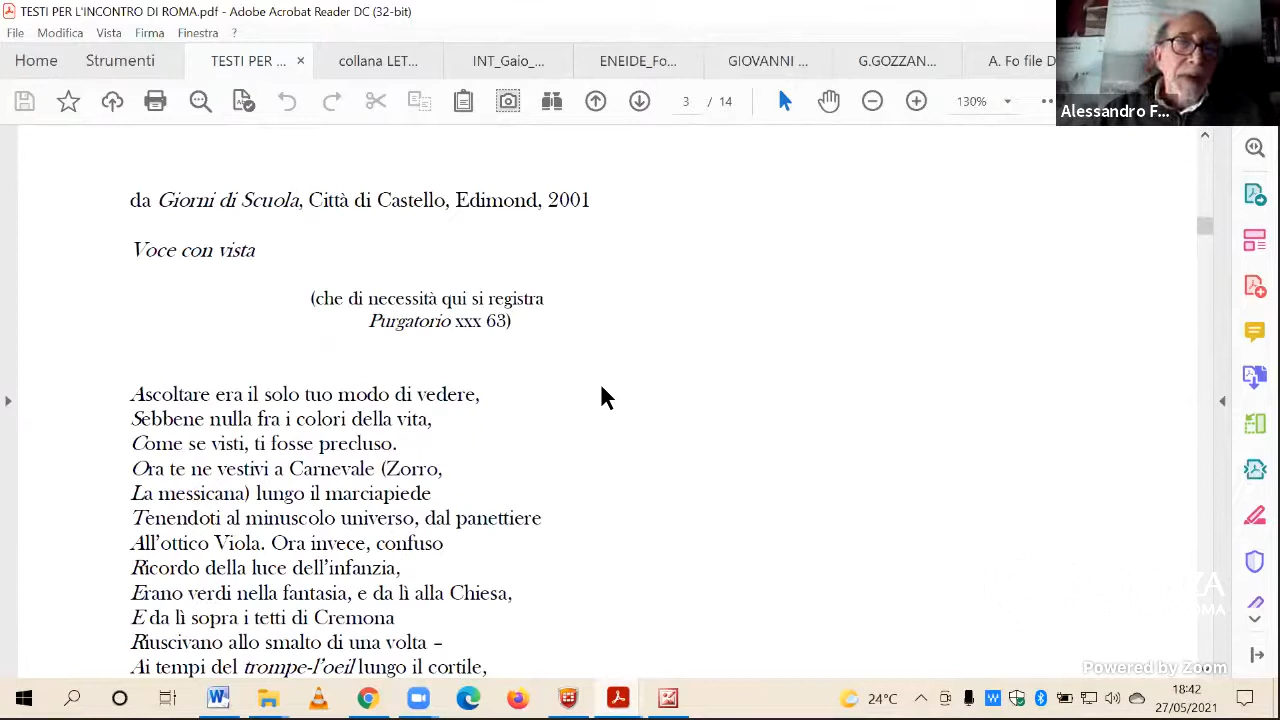 TESTI PER L'INCONTRO DI ROMA.pdf - Adobe Acrobat Reader DC (32-bit)
File Modifica Vista Firma Finestra ?
Home Strumenti TESTI PER ... × collana LET... INT_Gaio_... ENEIDE_Fo... GIOVANNI ... G.GOZZAN... A. Fo file D
3 / 14 130%
Alessandro F...
da Giorni di Scuola, Città di Castello, Edimond, 2001
Voce con vista
(che di necessità qui si registra
Purgatorio xxx 63)
Ascoltare era il solo tuo modo di vedere,
Sebbene nulla fra i colori della vita,
Come se visti, ti fosse precluso.
Ora te ne vestivi a Carnevale (Zorro,
La messicana) lungo il marciapiede
Tenendoti al minuscolo universo, dal panettiere
All'ottico Viola. Ora invece, confuso
Ricordo della luce dell'infanzia,
Erano verdi nella fantasia, e da lì alla Chiesa,
E da lì sopra i tetti di Cremona
Riuscivano allo smalto di una volta –
Ai tempi del trompe-l'oeil lungo il cortile,
Powered by Zoom
24°C
18:42
27/05/2021